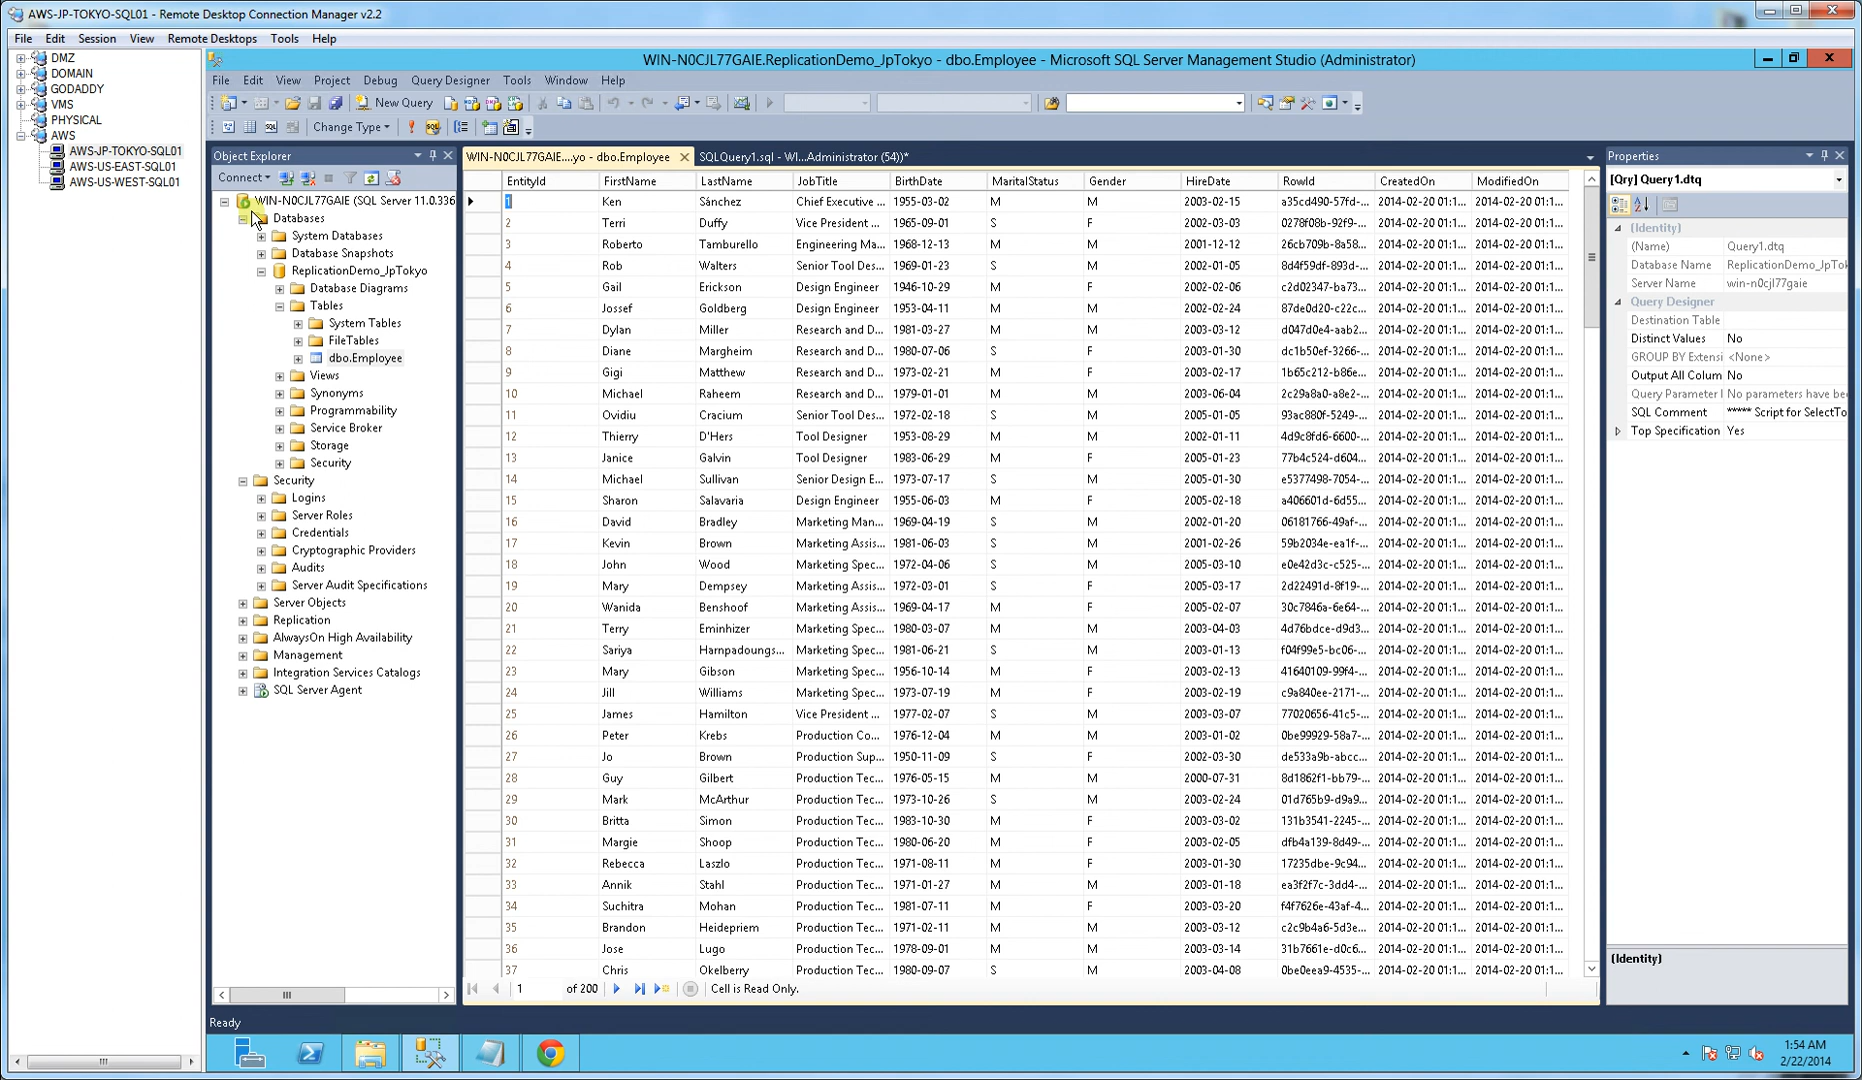 AWS-JP-TOKYO-SQL01 - Remote Desktop Connection Manager v2.2
File Edit Session View Remote Desktops Tools Help
DMZ
DOMAIN
GODADDY
VMS
PHYSICAL
AWS
AWS-JP-TOKYO-SQL01
AWS-US-EAST-SQL01
AWS-US-WEST-SQL01
WIN-N0CJL77GAIE.ReplicationDemo_JpTokyo - dbo.Employee - Microsoft SQL Server Management Studio (Administrator)
File Edit View Project Debug Query Designer Tools Window Help
New Query
Change Type
Object Explorer
Connect
WIN-N0CJL77GAIE (SQL Server 11.0.336
Databases
System Databases
Database Snapshots
ReplicationDemo_JpTokyo
Database Diagrams
Tables
System Tables
FileTables
dbo.Employee
Views
Synonyms
Programmability
Service Broker
Storage
Security
Security
Logins
Server Roles
Credentials
Cryptographic Providers
Audits
Server Audit Specifications
Server Objects
Replication
AlwaysOn High Availability
Management
Integration Services Catalogs
SQL Server Agent
WIN-N0CJL77GAIE....yo - dbo.Employee SQLQuery1.sql - WI...Administrator (54))*
EntityId FirstName LastName JobTitle BirthDate MaritalStatus Gender HireDate RowId CreatedOn ModifiedOn
1 Ken Sánchez Chief Executive ... 1955-03-02 M M 2003-02-15 a35cd490-57fd-... 2014-02-20 01:1... 2014-02-20 01:1...
2 Terri Duffy Vice President ... 1965-09-01 S F 2002-03-03 0278f08b-92f9-... 2014-02-20 01:1... 2014-02-20 01:1...
3 Roberto Tamburello Engineering Ma... 1968-12-13 M M 2001-12-12 26cb709b-8a58... 2014-02-20 01:1... 2014-02-20 01:1...
4 Rob Walters Senior Tool Des... 1969-01-23 S M 2002-01-05 8d4f59df-893d-... 2014-02-20 01:1... 2014-02-20 01:1...
5 Gail Erickson Design Engineer 1946-10-29 M F 2002-02-06 c2d02347-ba73... 2014-02-20 01:1... 2014-02-20 01:1...
6 Jossef Goldberg Design Engineer 1953-04-11 M M 2002-02-24 87de0d20-c22c... 2014-02-20 01:1... 2014-02-20 01:1...
7 Dylan Miller Research and D... 1981-03-27 M M 2003-03-12 d047d0e4-aab2... 2014-02-20 01:1... 2014-02-20 01:1...
8 Diane Margheim Research and D... 1980-07-06 S F 2003-01-30 dc1b50ef-3266-... 2014-02-20 01:1... 2014-02-20 01:1...
9 Gigi Matthew Research and D... 1973-02-21 M F 2003-02-17 1b65c212-b86e... 2014-02-20 01:1... 2014-02-20 01:1...
10 Michael Raheem Research and D... 1979-01-01 M M 2003-06-04 2c29a8a0-a8e2-... 2014-02-20 01:1... 2014-02-20 01:1...
11 Ovidiu Cracium Senior Tool Des... 1972-02-18 S M 2005-01-05 93ac880f-5249-... 2014-02-20 01:1... 2014-02-20 01:1...
12 Thierry D'Hers Tool Designer 1953-08-29 M M 2002-01-11 4d9c8fd6-6600-... 2014-02-20 01:1... 2014-02-20 01:1...
13 Janice Galvin Tool Designer 1983-06-29 M F 2005-01-23 77b4c524-d604... 2014-02-20 01:1... 2014-02-20 01:1...
14 Michael Sullivan Senior Design E... 1973-07-17 S M 2005-01-30 e5377498-7054-... 2014-02-20 01:1... 2014-02-20 01:1...
15 Sharon Salavaria Design Engineer 1955-06-03 M F 2005-02-18 a406601d-6d55... 2014-02-20 01:1... 2014-02-20 01:1...
16 David Bradley Marketing Man... 1969-04-19 S M 2002-01-20 06181766-49af-... 2014-02-20 01:1... 2014-02-20 01:1...
17 Kevin Brown Marketing Assis... 1981-06-03 S M 2001-02-26 59b2034e-ea1f-... 2014-02-20 01:1... 2014-02-20 01:1...
18 John Wood Marketing Spec... 1972-04-06 S M 2005-03-10 e0e42d3c-c525-... 2014-02-20 01:1... 2014-02-20 01:1...
19 Mary Dempsey Marketing Assis... 1972-03-01 S F 2005-03-17 2d22491d-8f19-... 2014-02-20 01:1... 2014-02-20 01:1...
20 Wanida Benshoof Marketing Assis... 1969-04-17 M F 2005-02-07 30c7846a-6e64-... 2014-02-20 01:1... 2014-02-20 01:1...
21 Terry Eminhizer Marketing Spec... 1980-03-07 M M 2003-04-03 4d76bdce-d9d3... 2014-02-20 01:1... 2014-02-20 01:1...
22 Sariya Harnpadoungs... Marketing Spec... 1981-06-21 S M 2003-01-13 f04f99e5-bc06-... 2014-02-20 01:1... 2014-02-20 01:1...
23 Mary Gibson Marketing Spec... 1956-10-14 M F 2003-02-13 41640109-99f4-... 2014-02-20 01:1... 2014-02-20 01:1...
24 Jill Williams Marketing Spec... 1973-07-19 M F 2003-02-19 c9a840ee-2171-... 2014-02-20 01:1... 2014-02-20 01:1...
25 James Hamilton Vice President ... 1977-02-07 S M 2003-03-07 77020656-41c5-... 2014-02-20 01:1... 2014-02-20 01:1...
26 Peter Krebs Production Co... 1976-12-04 M M 2003-01-02 0be99929-58a7-... 2014-02-20 01:1... 2014-02-20 01:1...
27 Jo Brown Production Sup... 1950-11-09 S F 2002-03-30 de533a9b-abcc... 2014-02-20 01:1... 2014-02-20 01:1...
28 Guy Gilbert Production Tec... 1976-05-15 M M 2000-07-31 8d1862f1-bb79-... 2014-02-20 01:1... 2014-02-20 01:1...
29 Mark McArthur Production Tec... 1973-10-26 S M 2003-02-24 01d765b9-d9a9... 2014-02-20 01:1... 2014-02-20 01:1...
30 Britta Simon Production Tec... 1983-10-30 M F 2003-03-02 131b3541-2245-... 2014-02-20 01:1... 2014-02-20 01:1...
31 Margie Shoop Production Tec... 1980-06-20 M F 2003-02-05 dfb4a139-8d49-... 2014-02-20 01:1... 2014-02-20 01:1...
32 Rebecca Laszlo Production Tec... 1971-08-11 M F 2003-01-30 17235dbe-9c94... 2014-02-20 01:1... 2014-02-20 01:1...
33 Annik Stahl Production Tec... 1971-01-27 M M 2003-01-18 ea3f2f7c-3dd4-... 2014-02-20 01:1... 2014-02-20 01:1...
34 Suchitra Mohan Production Tec... 1981-07-11 M F 2003-03-20 f4f7626e-43af-4... 2014-02-20 01:1... 2014-02-20 01:1...
35 Brandon Heidepriem Production Tec... 1971-02-11 M M 2003-03-12 c2c9b4a6-5d3e... 2014-02-20 01:1... 2014-02-20 01:1...
36 Jose Lugo Production Tec... 1978-09-01 M M 2003-03-14 31b7661e-d0c6... 2014-02-20 01:1... 2014-02-20 01:1...
37 Chris Okelberry Production Tec... 1980-09-07 S M 2003-04-08 0be0eea9-4535-... 2014-02-20 01:1... 2014-02-20 01:1...
1 of 200 Cell is Read Only.
Properties
[Qry] Query1.dtq
(Identity)
(Name) Query1.dtq
Database Name ReplicationDemo_JpTok
Server Name win-n0cjl77gaie
Query Designer
Destination Table
Distinct Values No
GROUP BY Extensi <None>
Output All Colum No
Query Parameter l No parameters have bee
SQL Comment ***** Script for SelectTo
Top Specification Yes
(Identity)
Ready
1:54 AM
2/22/2014